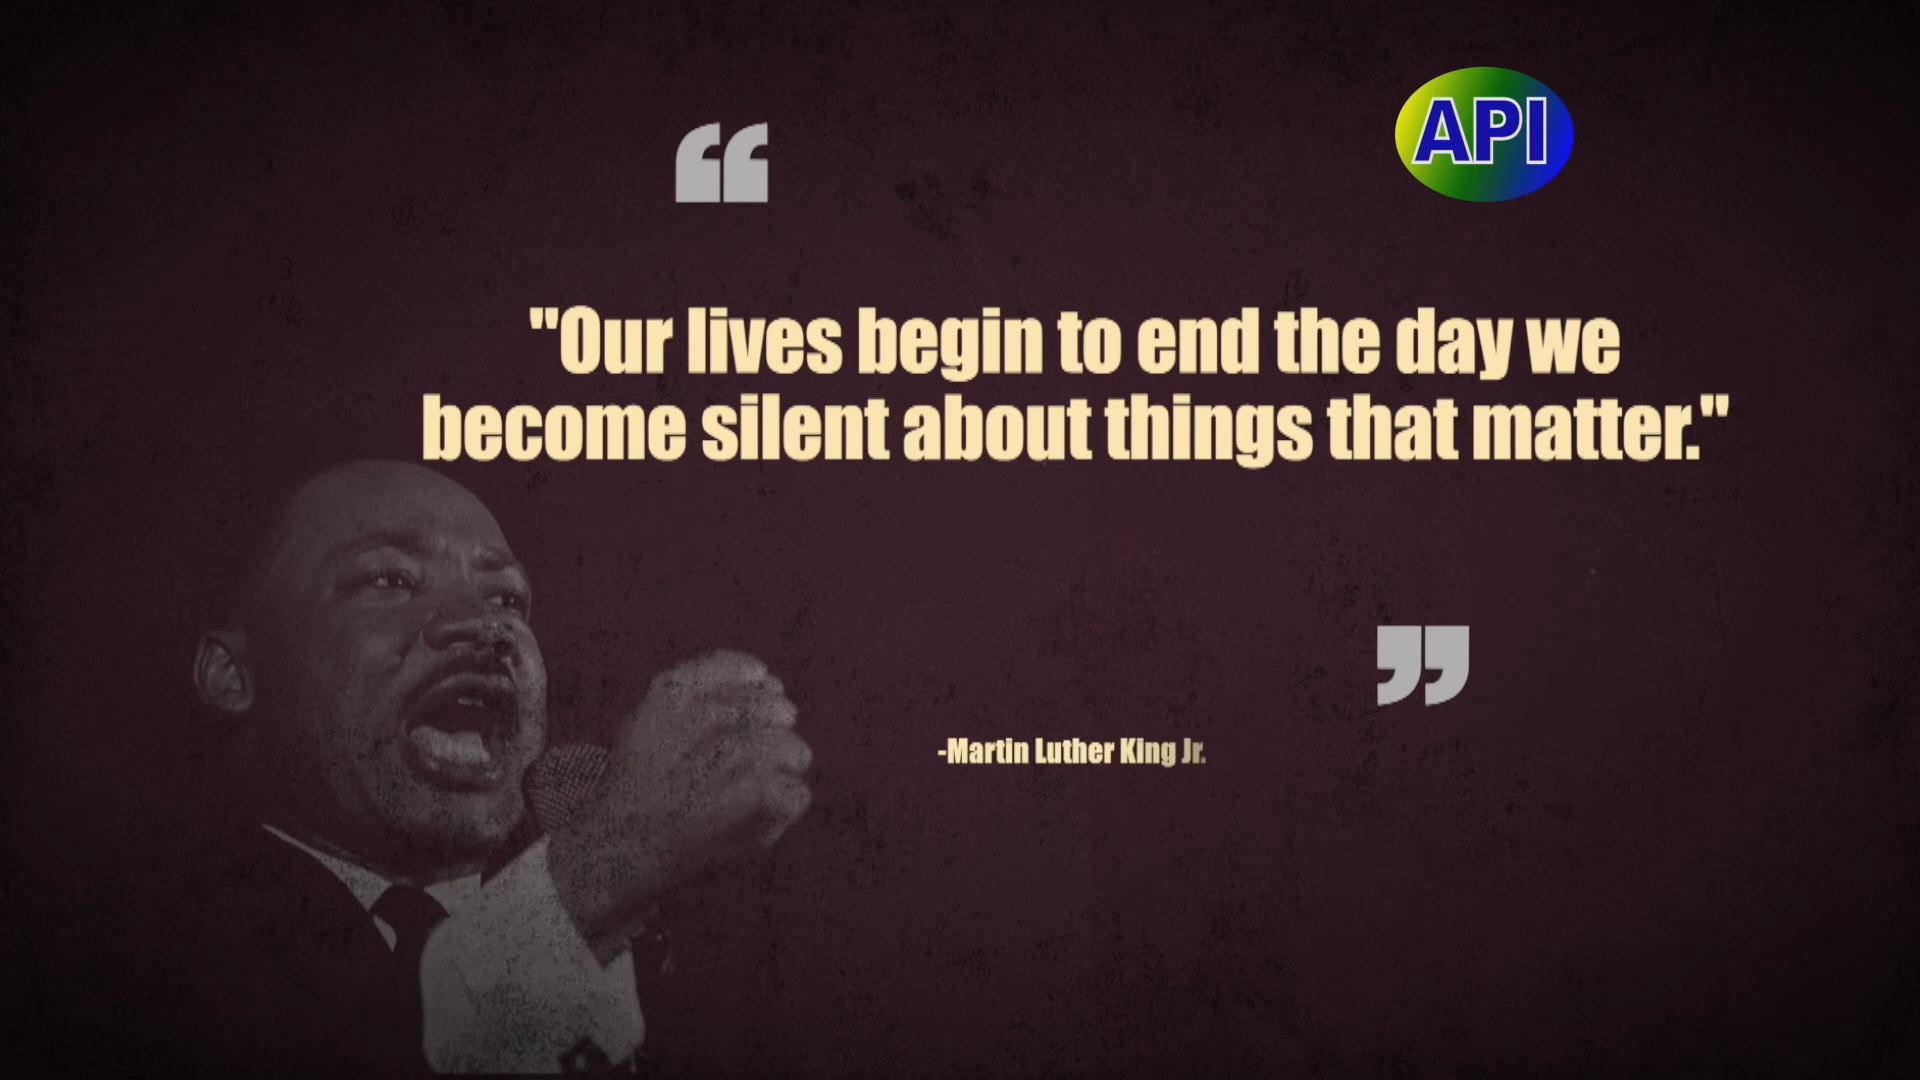 API
“
"Our lives begin to end the day we
become silent about things that matter."
”
-Martin Luther King Jr.